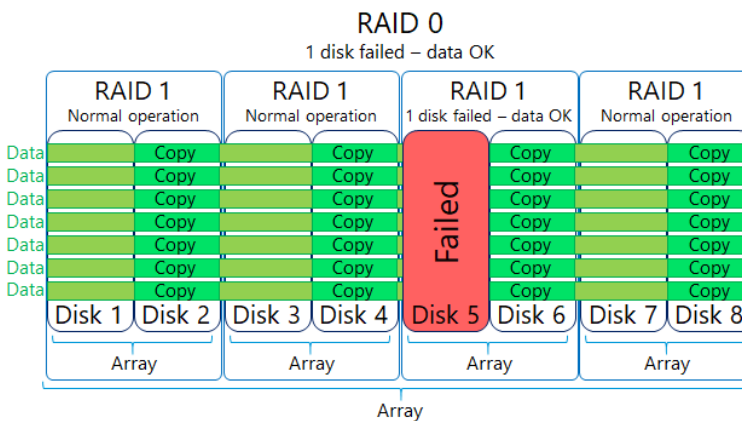 RAID 0
1 disk failed – data OK
RAID 1 RAID 1 RAID 1 RAID 1
Normal operation Normal operation 1 disk failed – data OK Normal operation
Data Copy Copy Copy Copy
Data Copy Copy Copy Copy
Data Copy Copy Copy Copy
Data Copy Copy Copy Copy
Data Copy Copy Copy Copy
Data Copy Copy Copy Copy
Data Copy Copy Copy Copy
Failed
Disk 1 Disk 2 Disk 3 Disk 4 Disk 5 Disk 6 Disk 7 Disk 8
Array Array Array Array
Array